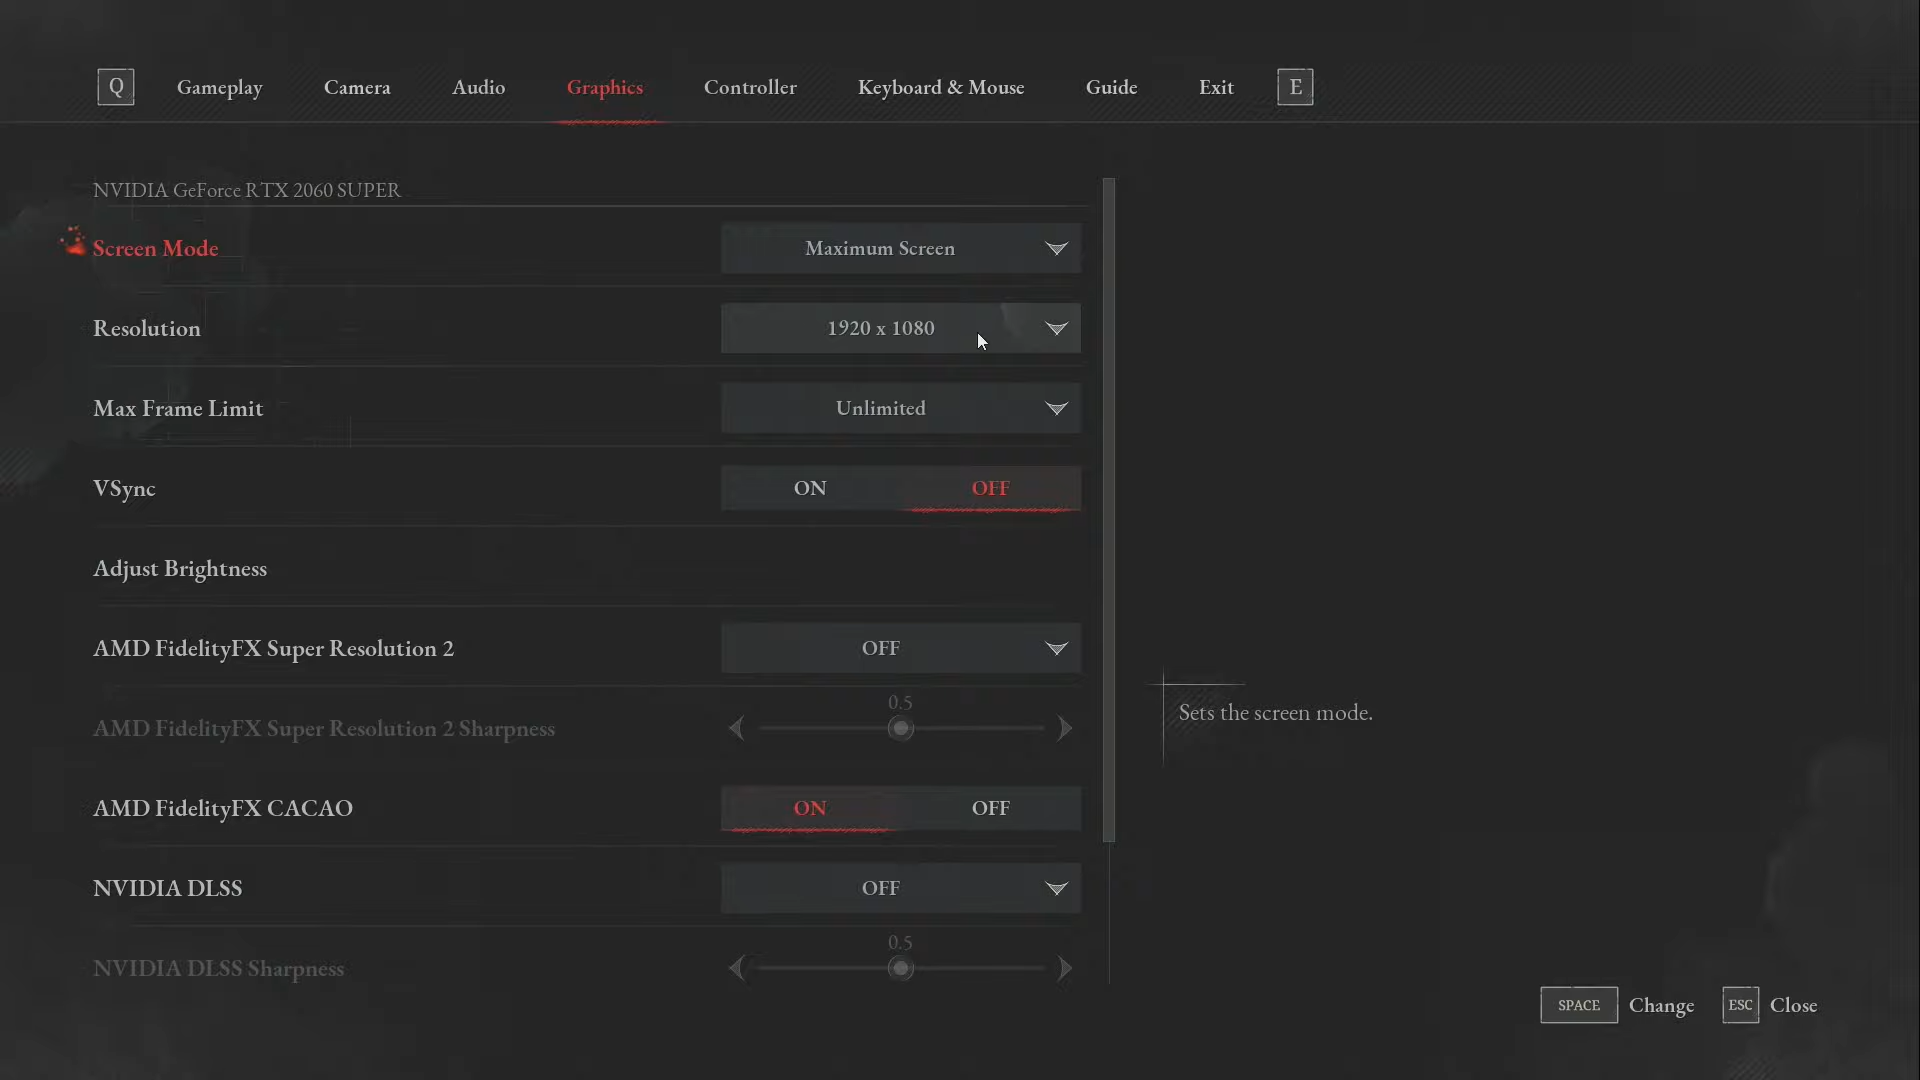 Q Gameplay Camera Audio Graphics Controller Keyboard & Mouse Guide Exit E
NVIDIA GeForce RTX 2060 SUPER
Screen Mode Maximum Screen
Resolution 1920 x 1080
Max Frame Limit Unlimited
VSync ON OFF
Adjust Brightness
AMD FidelityFX Super Resolution 2 OFF
0.5
AMD FidelityFX Super Resolution 2 Sharpness
Sets the screen mode.
AMD FidelityFX CACAO ON OFF
NVIDIA DLSS OFF
0.5
NVIDIA DLSS Sharpness
SPACE Change ESC Close